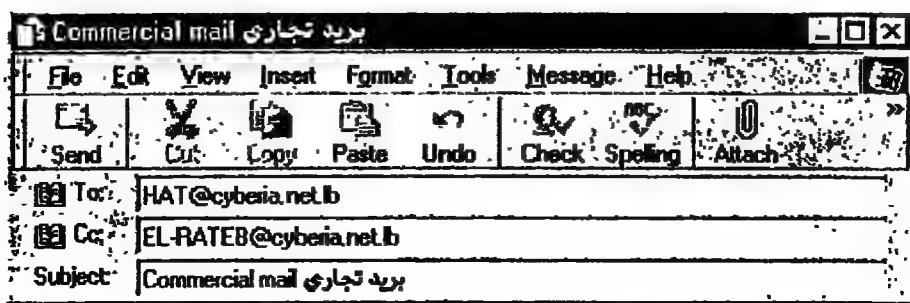 Commercial mail بريد تجاري
File Edit View Insert Format Tools Message Help
Send Cut Copy Paste Undo Check Spelling Attach »
To: HAT@cyberia.net.lb
Cc: EL-RATEB@cyberia.net.lb
Subject: Commercial mail بريد تجاري